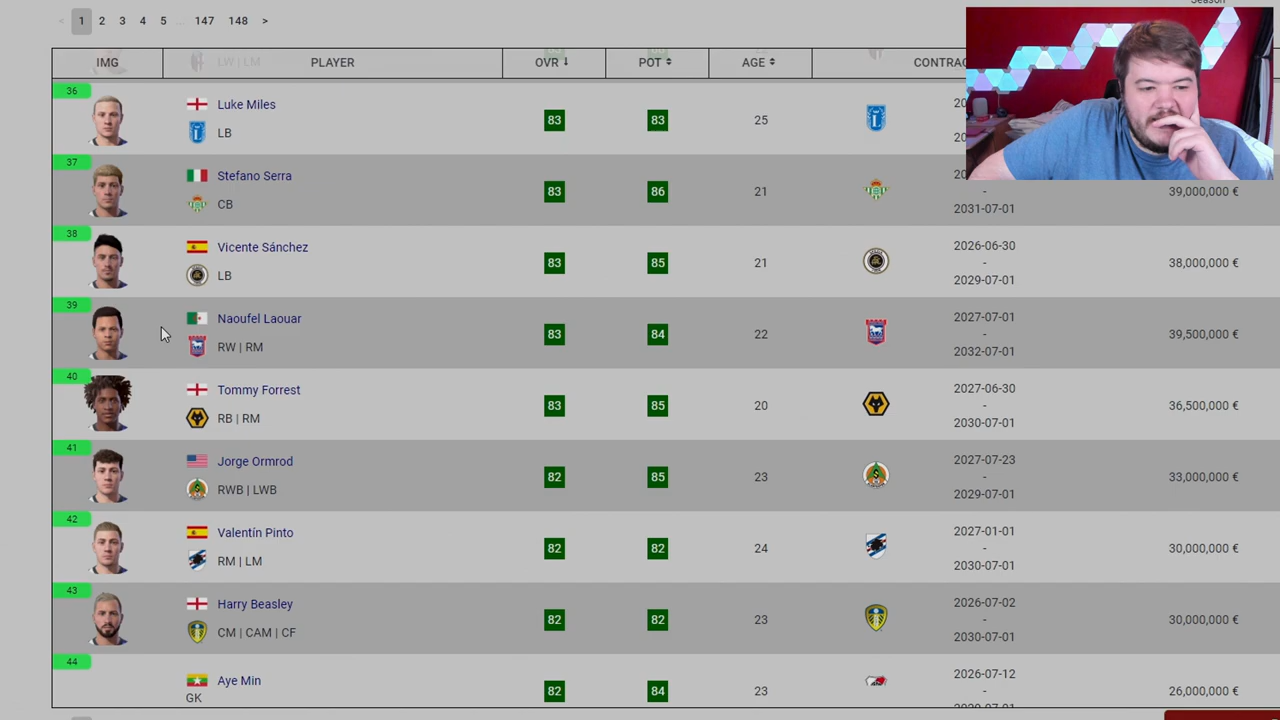 Season
< 1 2 3 4 5 ... 147 148 >
IMG PLAYER OVR POT AGE CONTRAC
LW | LM
36
Luke Miles
LB
83 83 25
37
Stefano Serra
CB
83 86 21
-
2031-07-01
39,000,000 €
38
Vicente Sánchez
LB
83 85 21
2026-06-30
-
2029-07-01
38,000,000 €
39
Naoufel Laouar
RW | RM
83 84 22
2027-07-01
-
2032-07-01
39,500,000 €
40
Tommy Forrest
RB | RM
83 85 20
2027-06-30
-
2030-07-01
36,500,000 €
41
Jorge Ormrod
RWB | LWB
82 85 23
2027-07-23
-
2029-07-01
33,000,000 €
42
Valentín Pinto
RM | LM
82 82 24
2027-01-01
-
2030-07-01
30,000,000 €
43
Harry Beasley
CM | CAM | CF
82 82 23
2026-07-02
-
2030-07-01
30,000,000 €
44
Aye Min
GK
82 84 23
2026-07-12
-
26,000,000 €